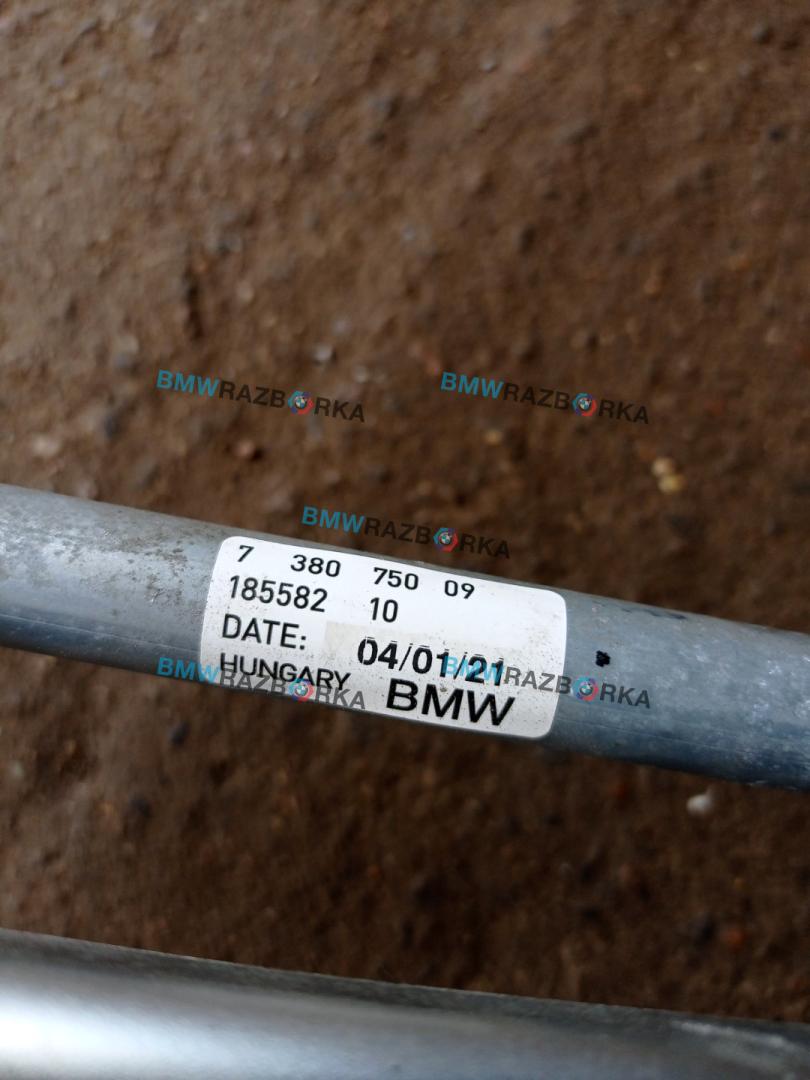 BMWRAZBORKA
BMWRAZBORKA
BMWRAZBORKA
7 380 750 09
185582 10
DATE: 04/01/21
HUNGARY BMW
BMWRAZBORKA
BMWRAZBORKA